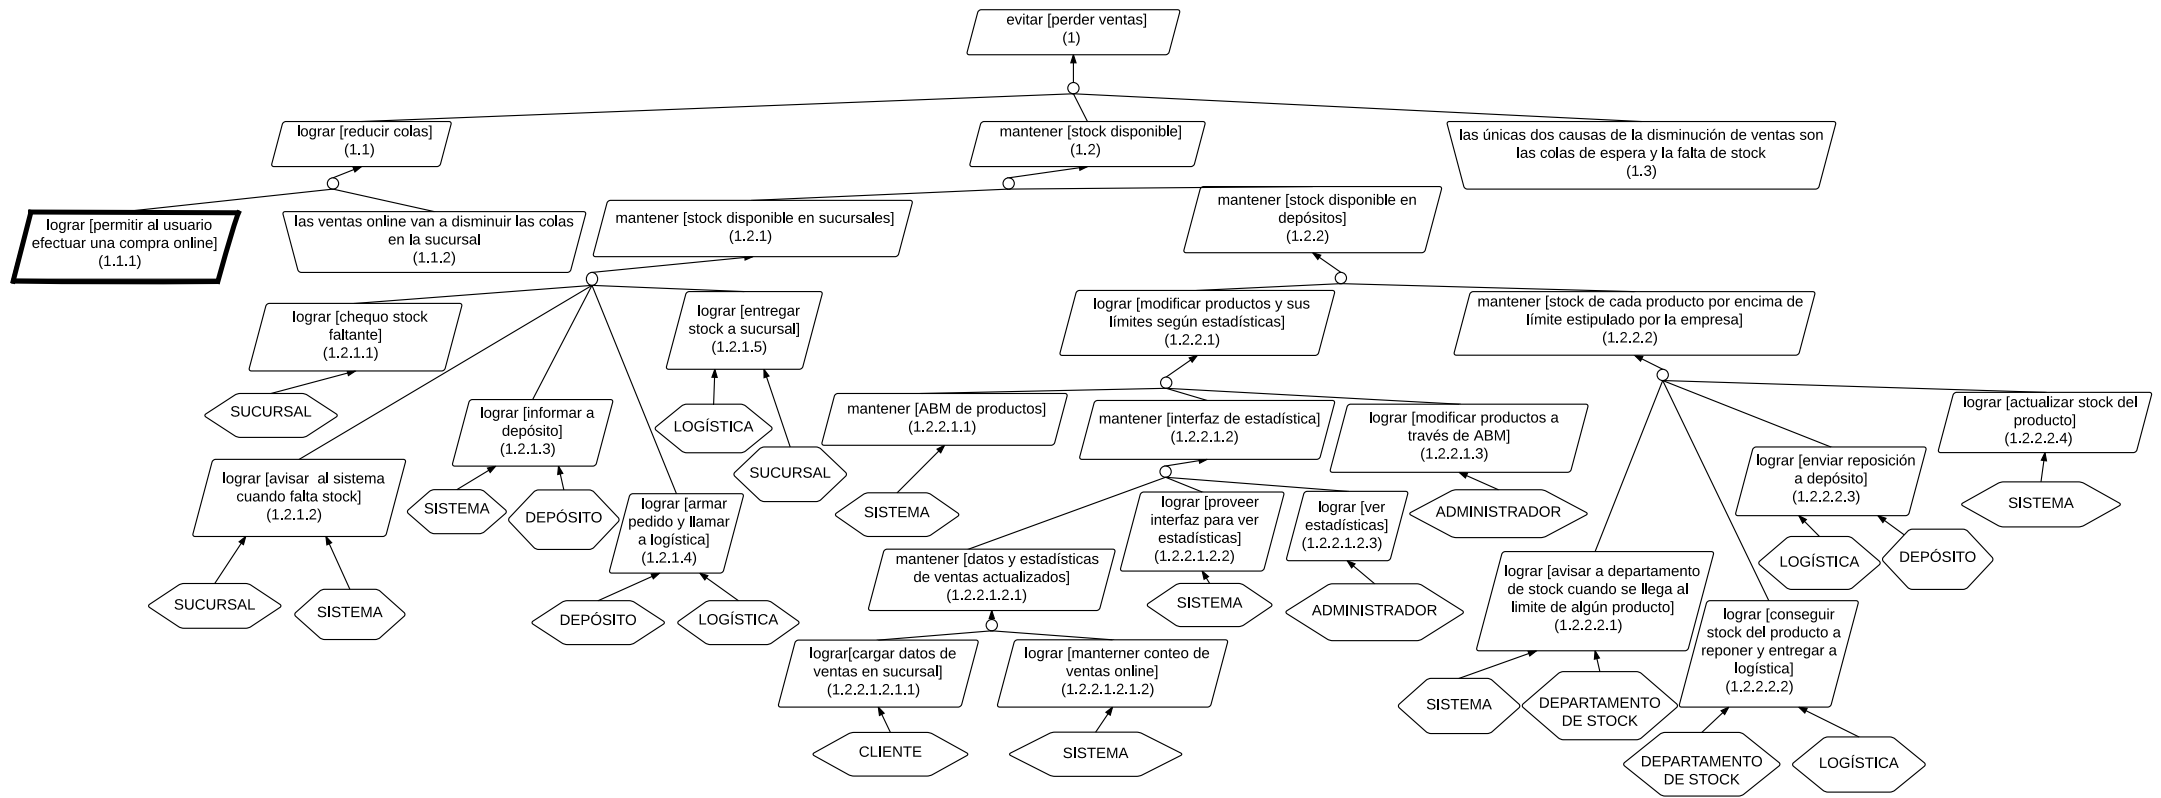 evitar [perder ventas]
(1)
lograr [reducir colas]
(1.1)
mantener [stock disponible]
(1.2)
las únicas dos causas de la disminución de ventas son
las colas de espera y la falta de stock
(1.3)
lograr [permitir al usuario
efectuar una compra online]
(1.1.1)
las ventas online van a disminuir las colas
en la sucursal
(1.1.2)
mantener [stock disponible en sucursales]
(1.2.1)
mantener [stock disponible en
depósitos]
(1.2.2)
lograr [chequo stock
faltante]
(1.2.1.1)
SUCURSAL
lograr [avisar  al sistema
cuando falta stock]
(1.2.1.2)
SUCURSAL
SISTEMA
lograr [informar a
depósito]
(1.2.1.3)
SISTEMA
DEPÓSITO
lograr [armar
pedido y llamar
a logística]
(1.2.1.4)
DEPÓSITO
LOGÍSTICA
lograr [entregar
stock a sucursal]
(1.2.1.5)
LOGÍSTICA
SUCURSAL
lograr [modificar productos y sus
límites según estadísticas]
(1.2.2.1)
mantener [stock de cada producto por encima de
límite estipulado por la empresa]
(1.2.2.2)
mantener [ABM de productos]
(1.2.2.1.1)
SISTEMA
mantener [interfaz de estadística]
(1.2.2.1.2)
lograr [modificar productos a
través de ABM]
(1.2.2.1.3)
ADMINISTRADOR
mantener [datos y estadísticas
de ventas actualizados]
(1.2.2.1.2.1)
lograr [proveer
interfaz para ver
estadísticas]
(1.2.2.1.2.2)
SISTEMA
lograr [ver
estadísticas]
(1.2.2.1.2.3)
ADMINISTRADOR
lograr[cargar datos de
ventas en sucursal]
(1.2.2.1.2.1.1)
CLIENTE
lograr [manterner conteo de
ventas online]
(1.2.2.1.2.1.2)
SISTEMA
lograr [avisar a departamento
de stock cuando se llega al
limite de algún producto]
(1.2.2.2.1)
SISTEMA
DEPARTAMENTO
DE STOCK
lograr [conseguir
stock del producto a
reponer y entregar a
logística]
(1.2.2.2.2)
DEPARTAMENTO
DE STOCK
LOGÍSTICA
lograr [enviar reposición
a depósito]
(1.2.2.2.3)
LOGÍSTICA
DEPÓSITO
lograr [actualizar stock del
producto]
(1.2.2.2.4)
SISTEMA